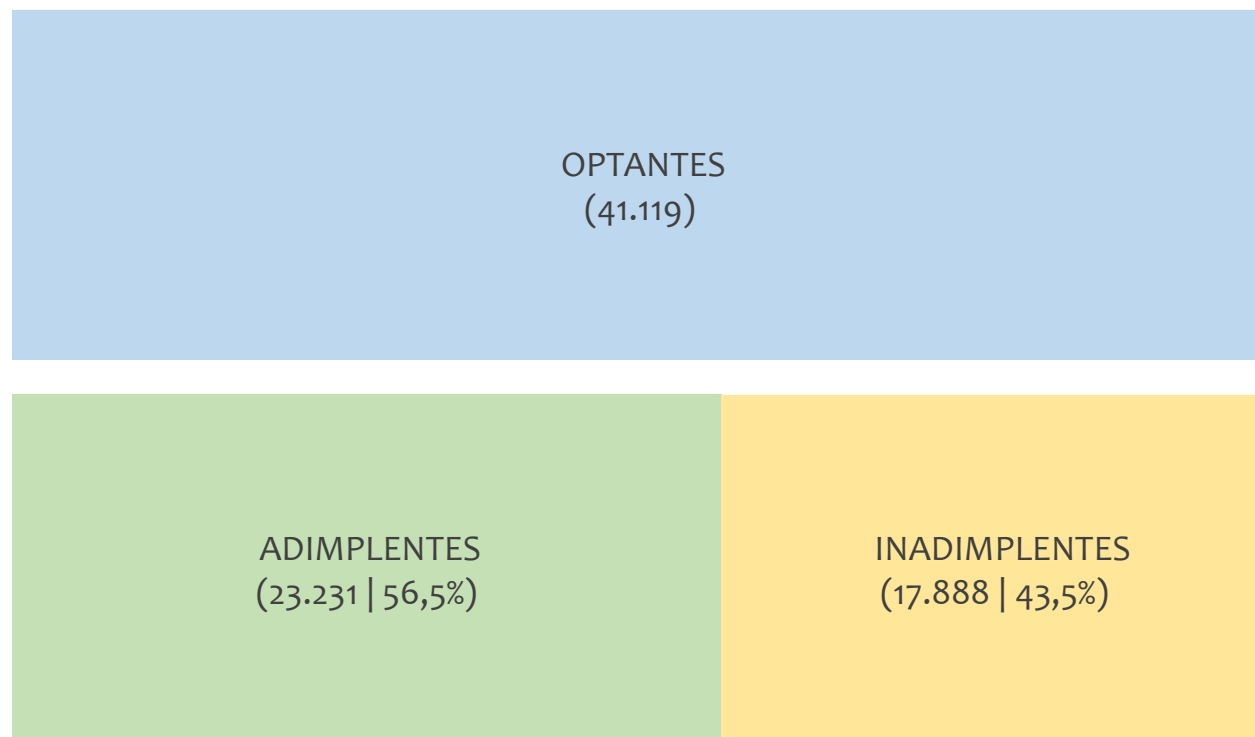 OPTANTES
(41.119)
ADIMPLENTES
(23.231 | 56,5%)
INADIMPLENTES
(17.888 | 43,5%)